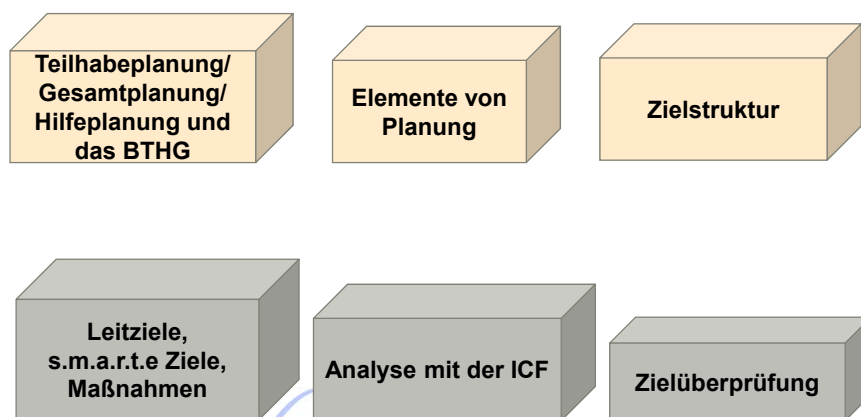 Teilhabeplanung/
Gesamtplanung/
Hilfeplanung und
das BTHG
Elemente von
Planung
Zielstruktur
Leitziele,
s.m.a.r.t.e Ziele,
Maßnahmen
Analyse mit der ICF
Zielüberprüfung